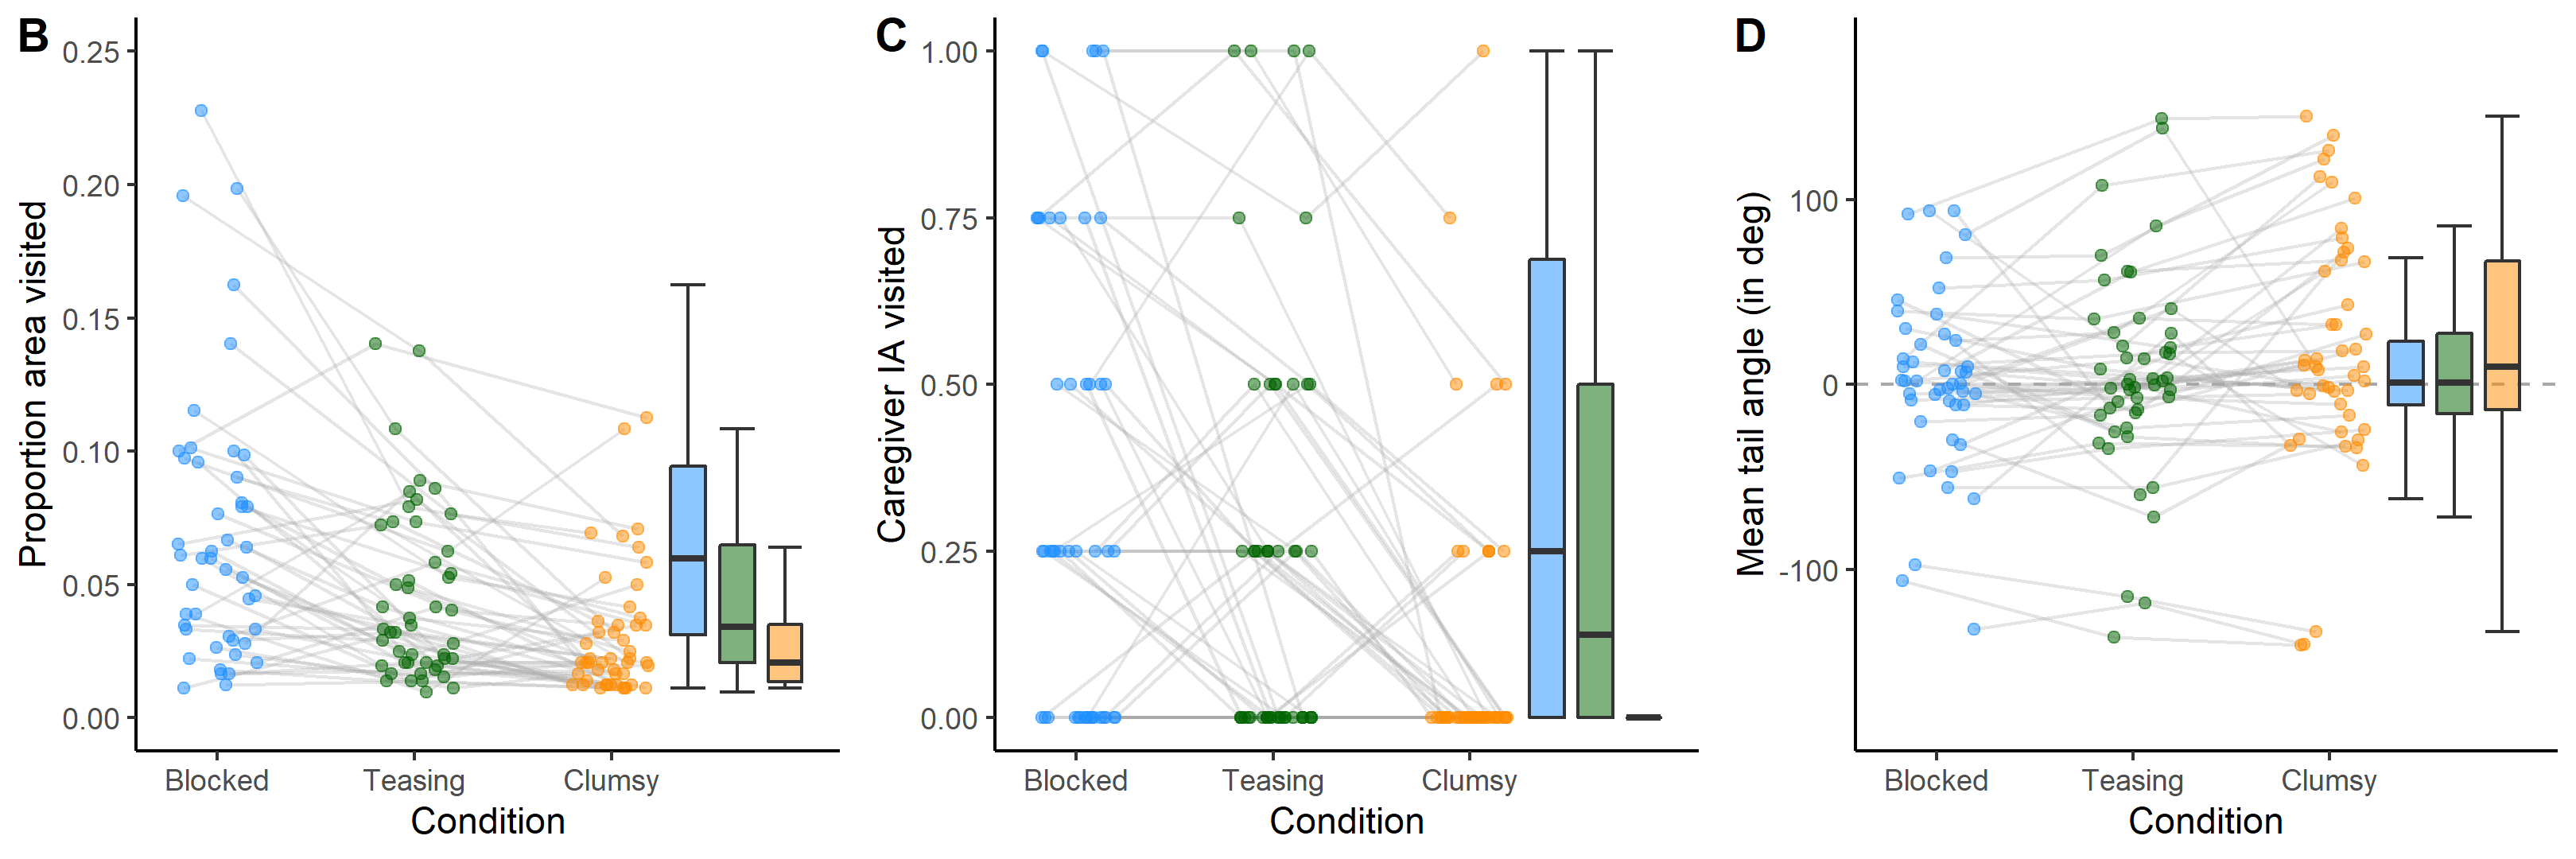 B
0.25
0.20
0.15
0.10
0.05
0.00
Proportion area visited
Blocked Teasing Clumsy
Condition
C
1.00
0.75
0.50
0.25
0.00
Caregiver IA visited
Blocked Teasing Clumsy
Condition
D
100
0
-100
Mean tail angle (in deg)
Blocked Teasing Clumsy
Condition